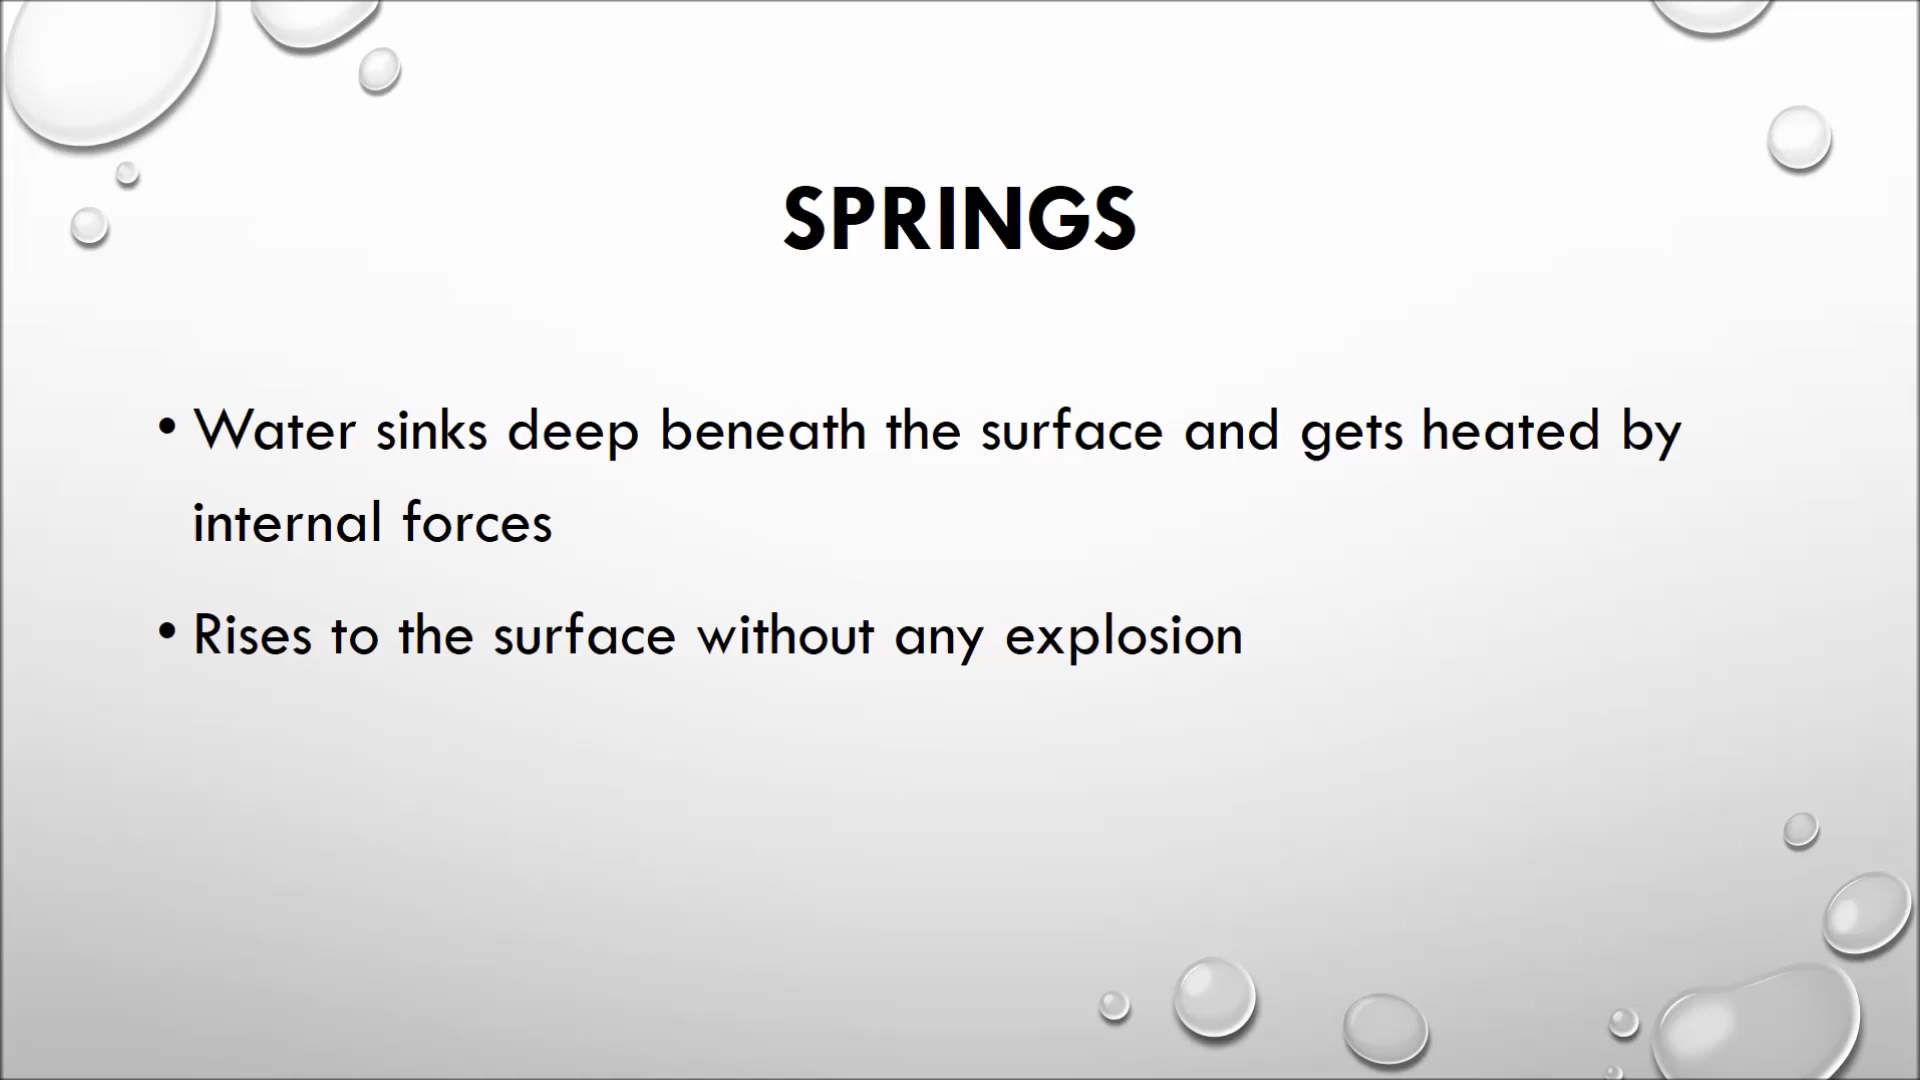 SPRINGS
• Water sinks deep beneath the surface and gets heated by
internal forces
• Rises to the surface without any explosion